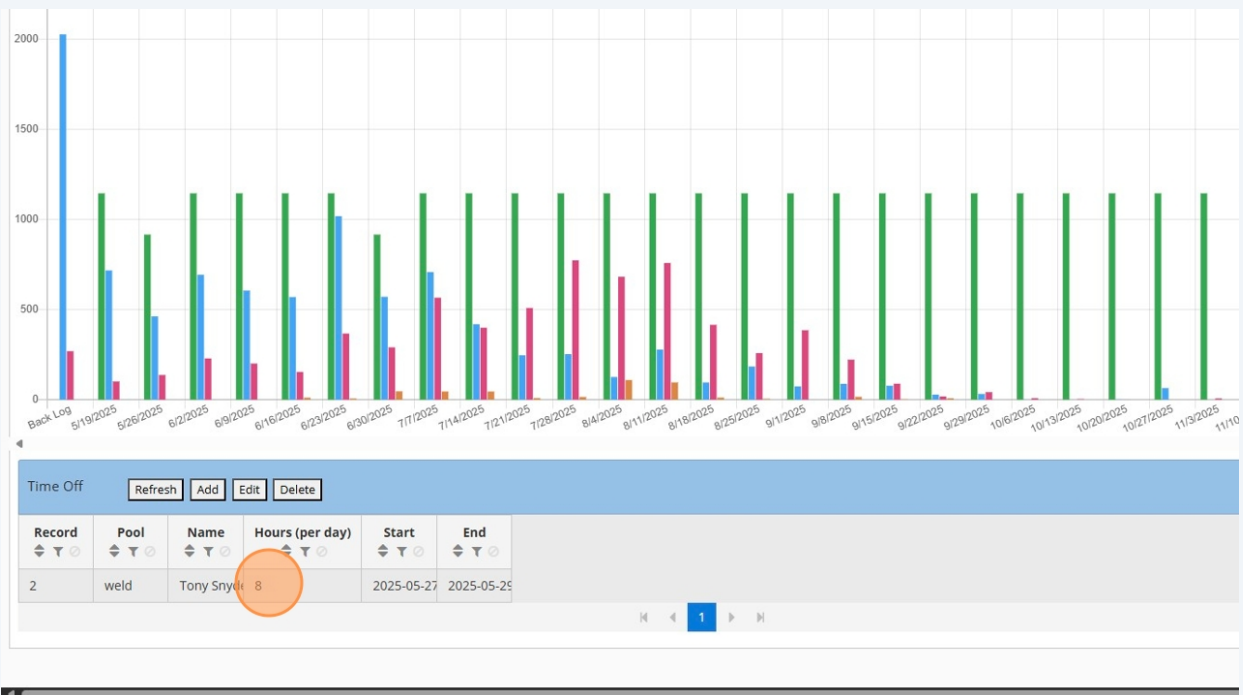 2000
1500
1000
500
0
Back Log 5/19/2025 5/26/2025 6/2/2025 6/9/2025 6/16/2025 6/23/2025 6/30/2025 7/7/2025 7/14/2025 7/21/2025 7/28/2025 8/4/2025 8/11/2025 8/18/2025 8/25/2025 9/1/2025 9/8/2025 9/15/2025 9/22/2025 9/29/2025 10/6/2025 10/13/2025 10/20/2025 10/27/2025 11/3/2025 11/10
Time Off Refresh Add Edit Delete
Record Pool Name Hours (per day) Start End
2 weld Tony Snyde 8 2025-05-27 2025-05-29
1